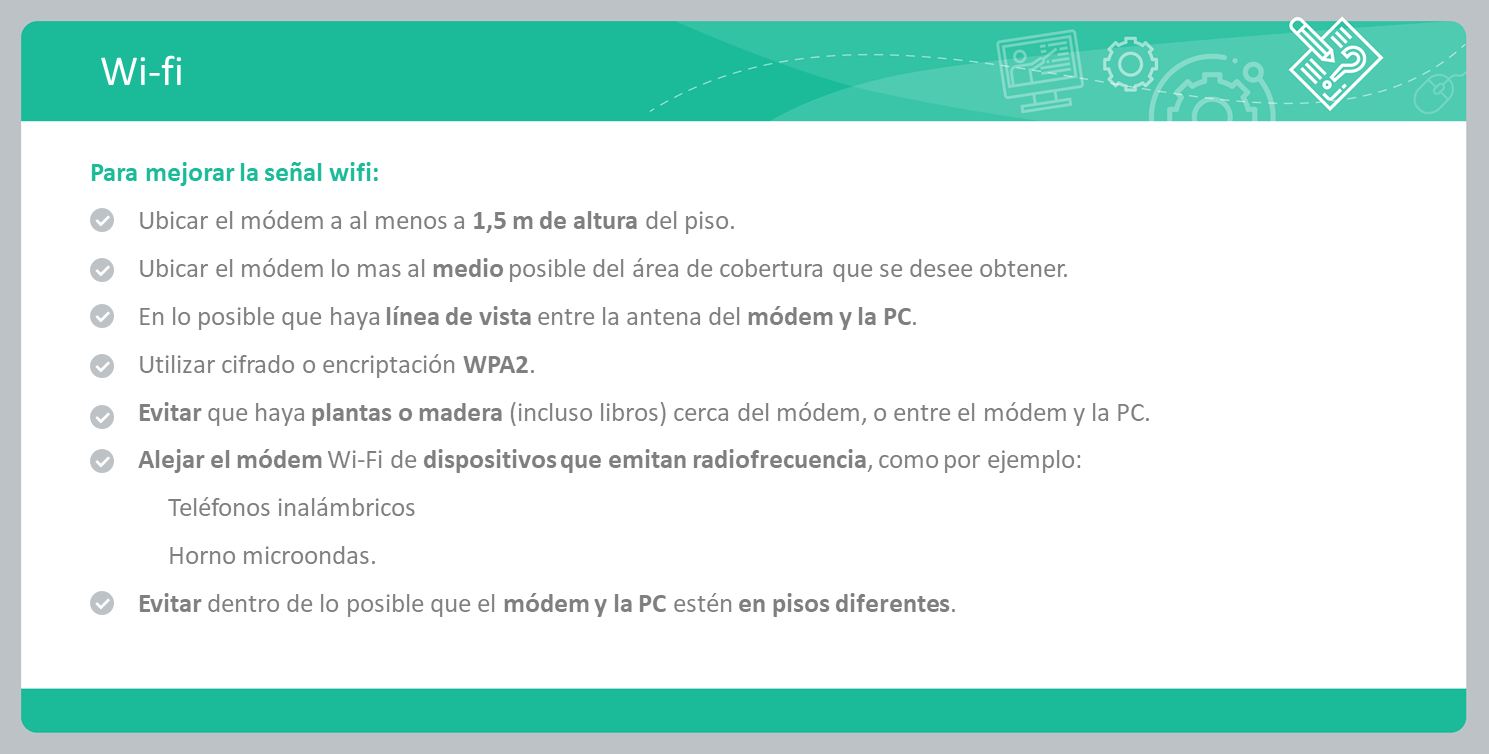 Wi-fi
Para mejorar la señal wifi:
Ubicar el módem a al menos a 1,5 m de altura del piso.
Ubicar el módem lo mas al medio posible del área de cobertura que se desee obtener.
En lo posible que haya línea de vista entre la antena del módem y la PC.
Utilizar cifrado o encriptación WPA2.
Evitar que haya plantas o madera (incluso libros) cerca del módem, o entre el módem y la PC.
Alejar el módem Wi-Fi de dispositivos que emitan radiofrecuencia, como por ejemplo:
Teléfonos inalámbricos
Horno microondas.
Evitar dentro de lo posible que el módem y la PC estén en pisos diferentes.